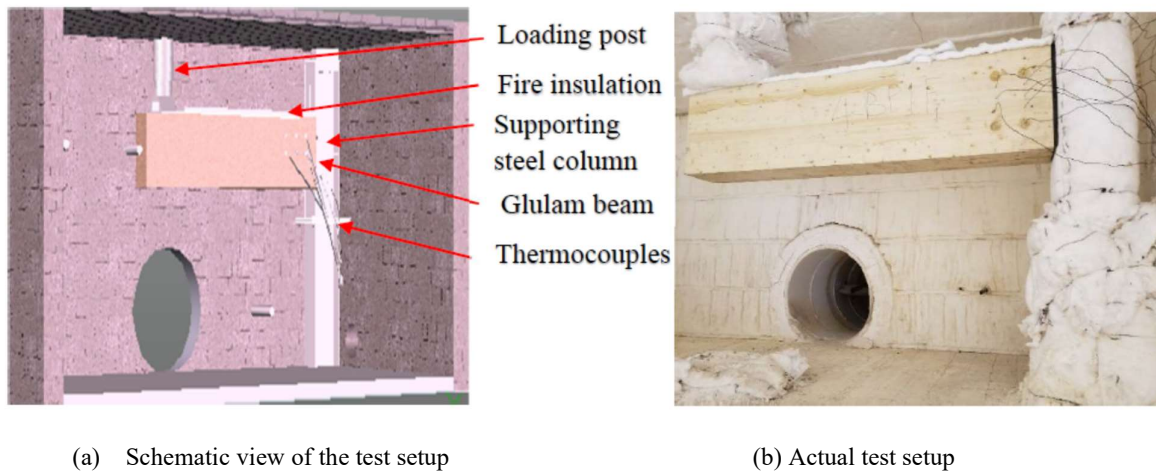 Loading post
Fire insulation
Supporting
steel column
Glulam beam
Thermocouples
(a) Schematic view of the test setup
(b) Actual test setup